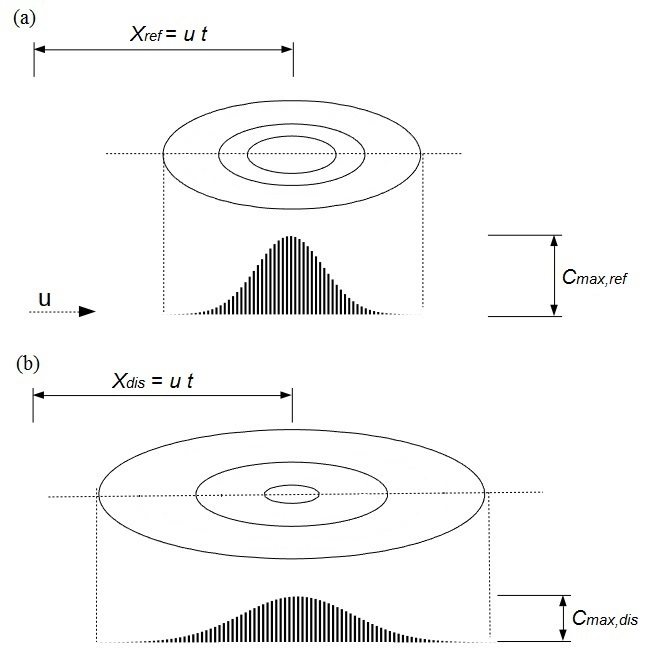 (a)
Xref = u t
Cmax,ref
u
(b)
Xdis = u t
Cmax,dis